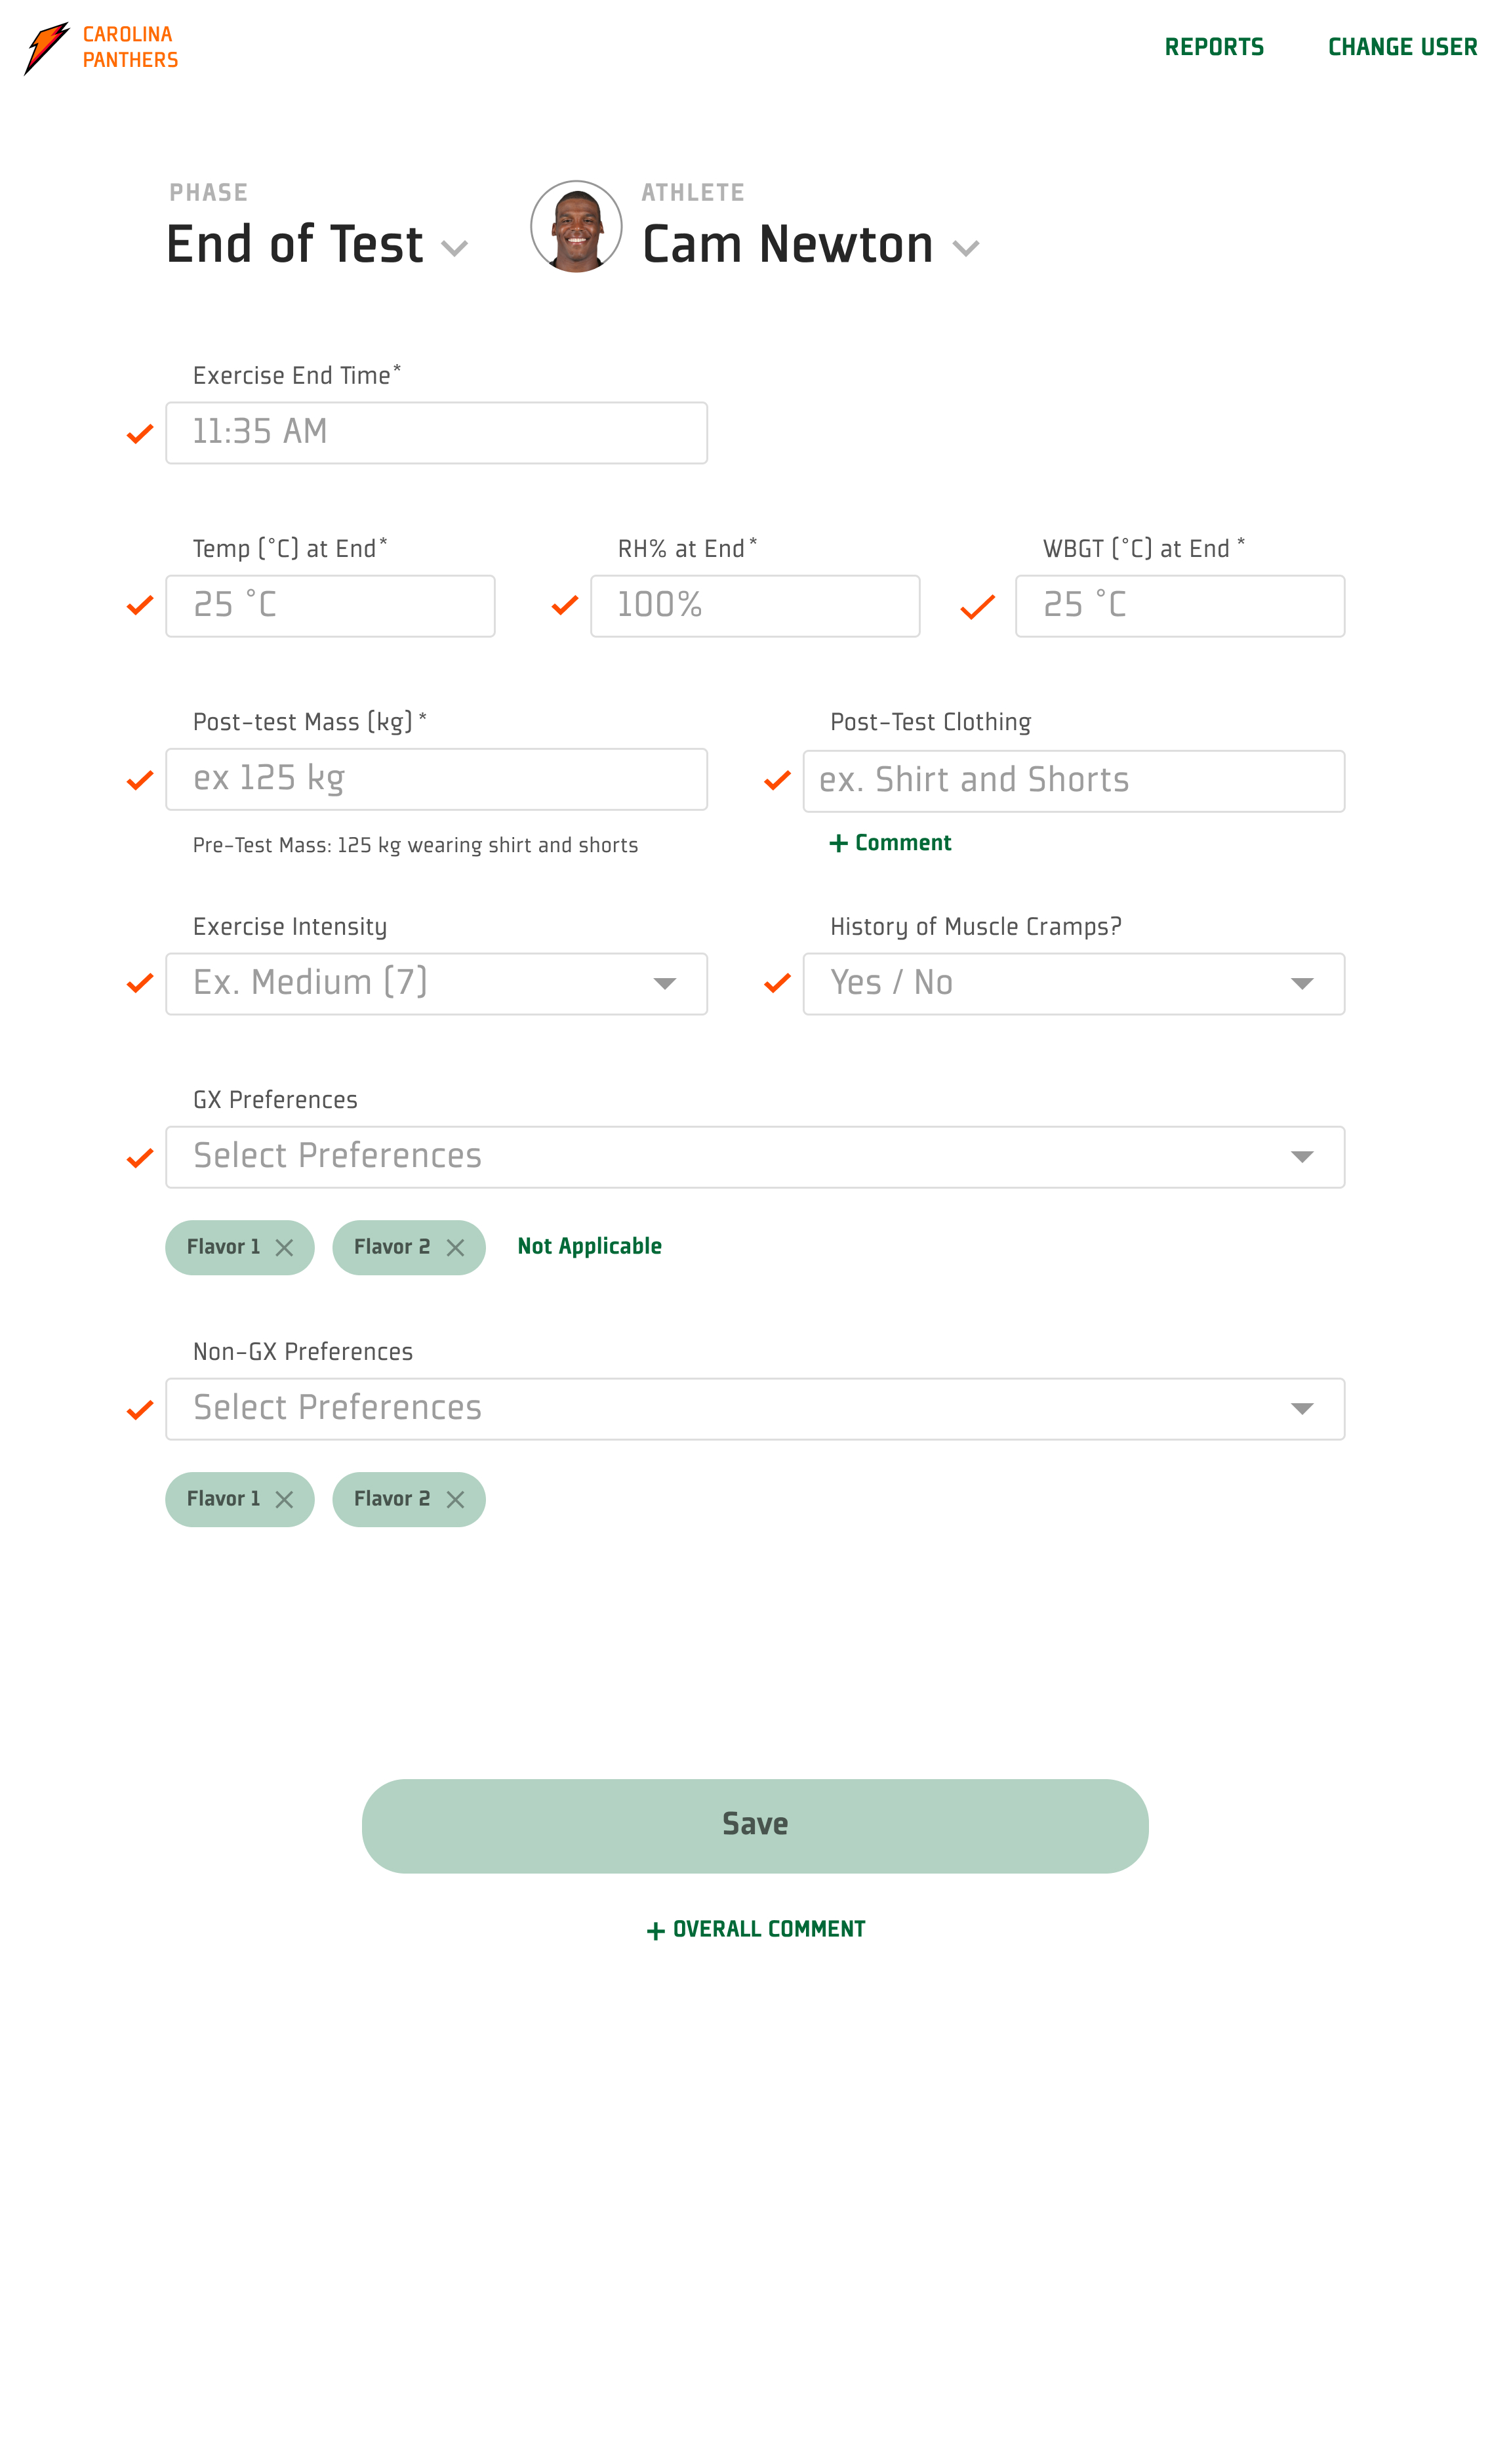 CAROLINA
PANTHERS
REPORTS
CHANGE USER
PHASE
End of Test
ATHLETE
Cam Newton
Exercise End Time*
11:35 AM
Temp (°C) at End*
RH% at End*
WBGT (°C) at End *
25 °C
100%
25 °C
Post-test Mass (kg)*
Post-Test Clothing
ex 125 kg
ex. Shirt and Shorts
Pre-Test Mass: 125 kg wearing shirt and shorts
+ Comment
Exercise Intensity
History of Muscle Cramps?
Ex. Medium (7)
Yes / No
GX Preferences
Select Preferences
Flavor 1
Flavor 2
Not Applicable
Non-GX Preferences
Select Preferences
Flavor 1
Flavor 2
Save
+ OVERALL COMMENT